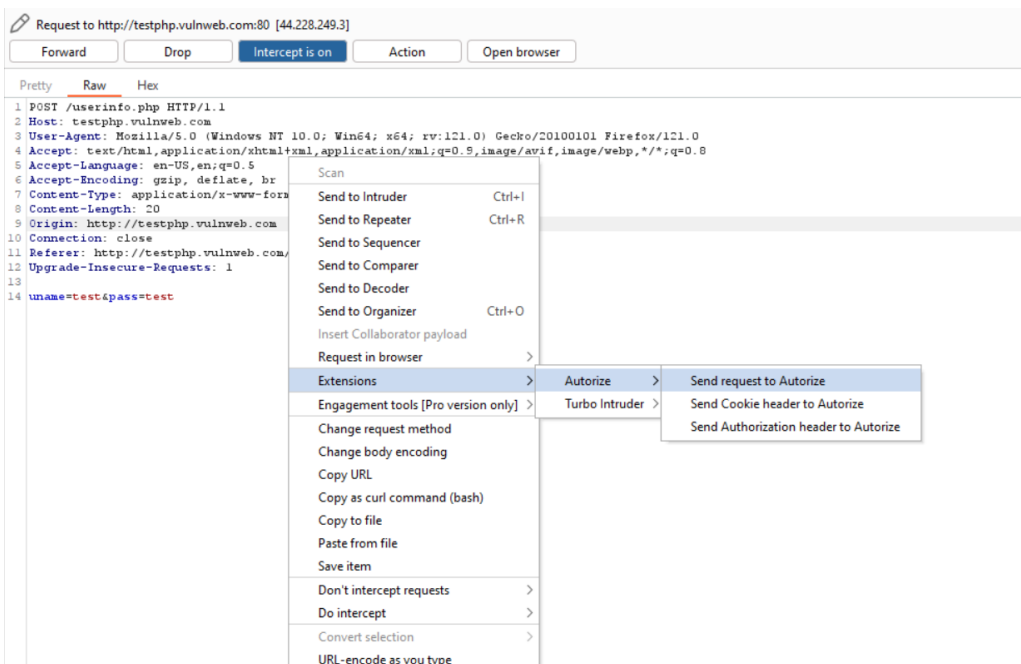 Request to http://testphp.vulnweb.com:80 [44.228.249.3]
Forward Drop Intercept is on Action Open browser
Pretty Raw Hex
1 POST /userinfo.php HTTP/1.1
2 Host: testphp.vulnweb.com
3 User-Agent: Mozilla/5.0 (Windows NT 10.0; Win64; x64; rv:121.0) Gecko/20100101 Firefox/121.0
4 Accept: text/html,application/xhtml+xml,application/xml;q=0.9,image/avif,image/webp,*/*;q=0.8
5 Accept-Language: en-US,en;q=0.5
6 Accept-Encoding: gzip, deflate, br
7 Content-Type: application/x-www-form
8 Content-Length: 20
9 Origin: http://testphp.vulnweb.com
10 Connection: close
11 Referer: http://testphp.vulnweb.com/
12 Upgrade-Insecure-Requests: 1
13
14 uname=test&pass=test
Scan
Send to Intruder Ctrl+I
Send to Repeater Ctrl+R
Send to Sequencer
Send to Comparer
Send to Decoder
Send to Organizer Ctrl+O
Insert Collaborator payload
Request in browser
Extensions
Engagement tools [Pro version only]
Change request method
Change body encoding
Copy URL
Copy as curl command (bash)
Copy to file
Paste from file
Save item
Don't intercept requests
Do intercept
Convert selection
URL-encode as you type
Autorize
Turbo Intruder
Send request to Autorize
Send Cookie header to Autorize
Send Authorization header to Autorize